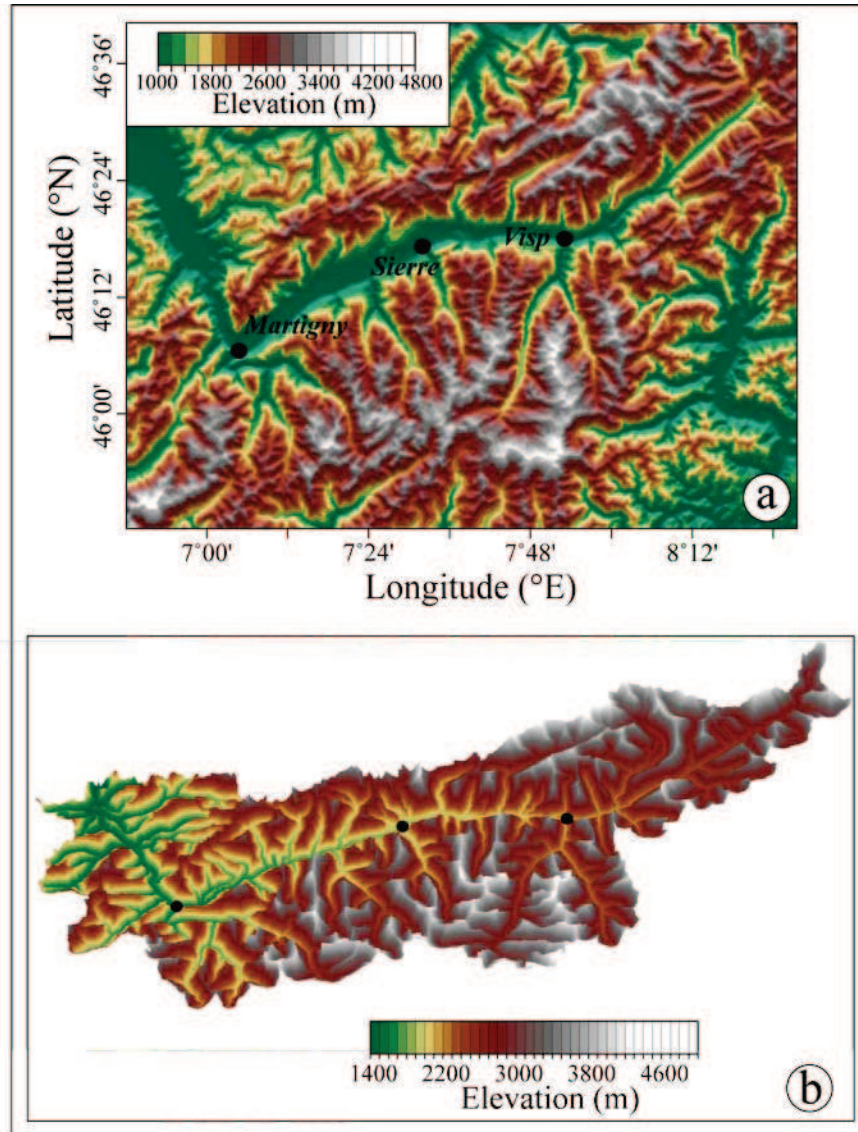 1000 1800 2600 3400 4200 4800
Elevation (m)
46°36'
46°24'
46°12'
46°00'
Latitude (°N)
Visp
Sierre
Martigny
a
7°00' 7°24' 7°48' 8°12'
Longitude (°E)
1400 2200 3000 3800 4600
Elevation (m)
b